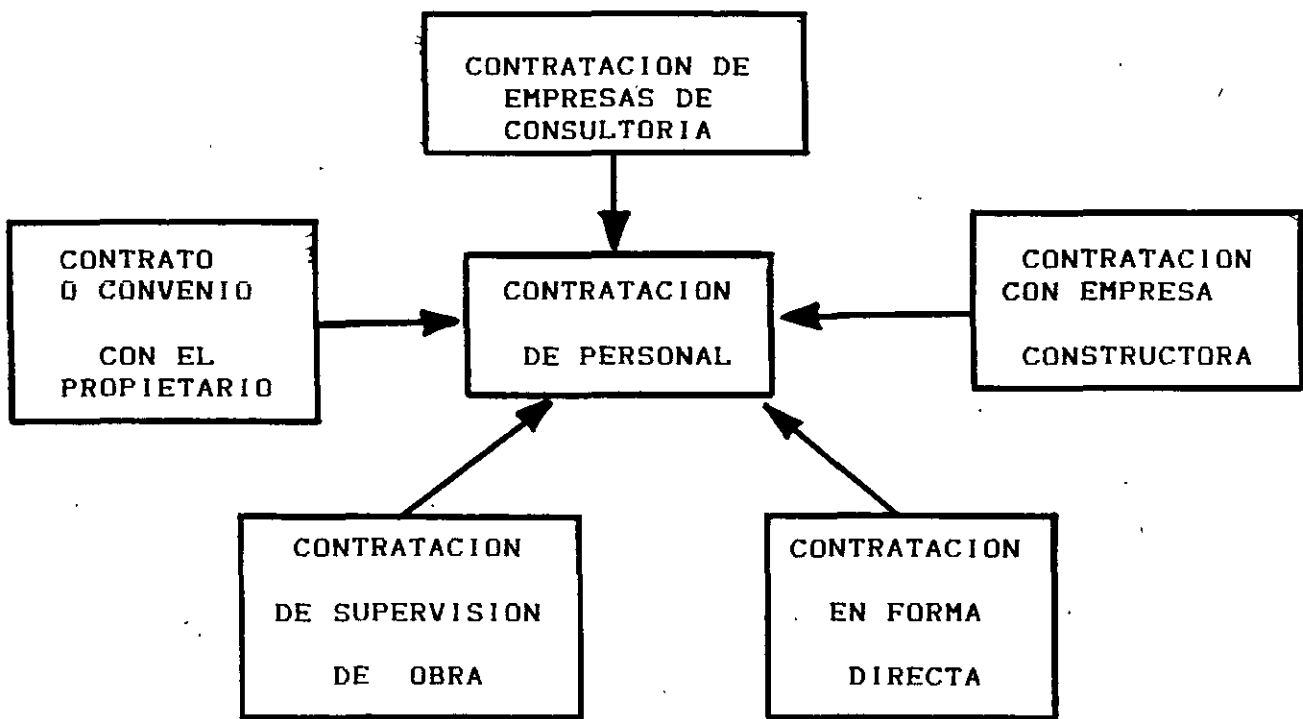 CONTRATACION DE
EMPRESAS DE
CONSULTORIA
CONTRATO
O CONVENIO
CON EL
PROPIETARIO
CONTRATACION
DE PERSONAL
CONTRATACION
CON EMPRESA
CONSTRUCTORA
CONTRATACION
DE SUPERVISION
DE OBRA
CONTRATACION
EN FORMA
DIRECTA